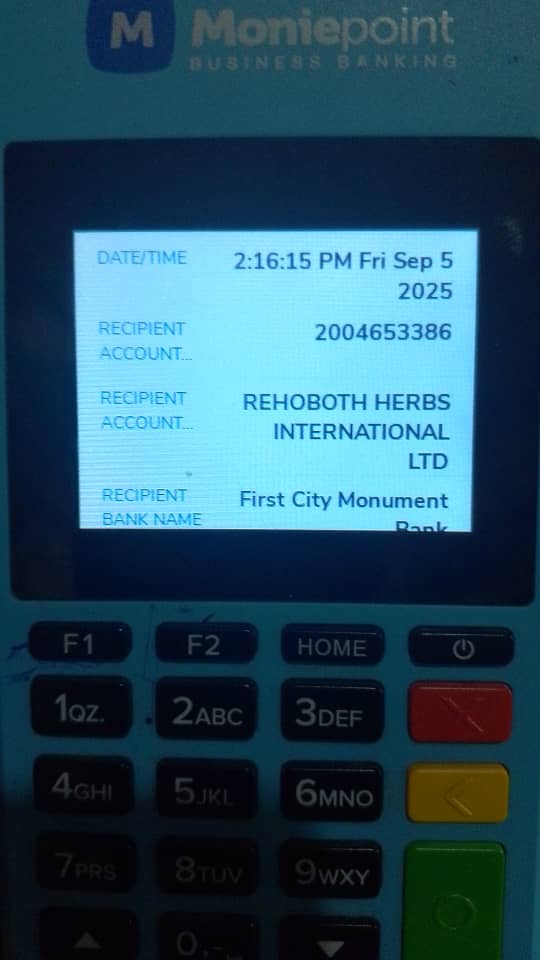 M Moniepoint
BUSINESS BANKING
DATE/TIME 2:16:15 PM Fri Sep 5
2025
RECIPIENT 2004653386
ACCOUNT...
RECIPIENT REHOBOTH HERBS
ACCOUNT... INTERNATIONAL
LTD
RECIPIENT First City Monument
BANK NAME Bank
F1 F2 HOME
1QZ. 2ABC 3DEF
4GHI 5JKL 6MNO
7PRS 8TUV 9WXY
0